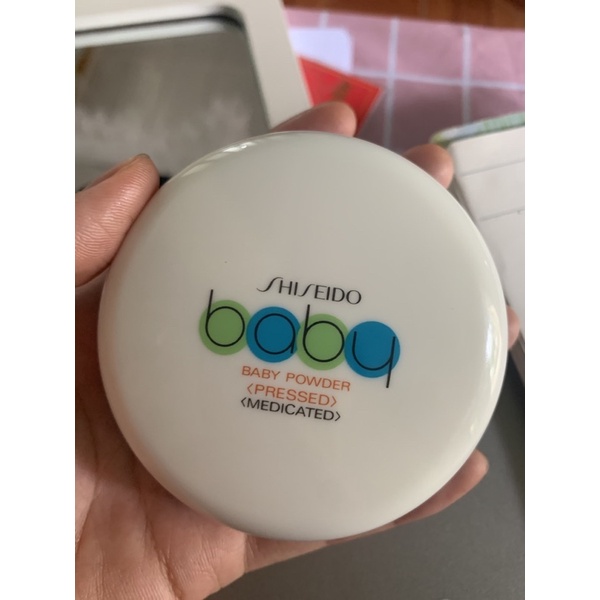 SHISEIDO
baby
BABY POWDER
<PRESSED>
<MEDICATED>